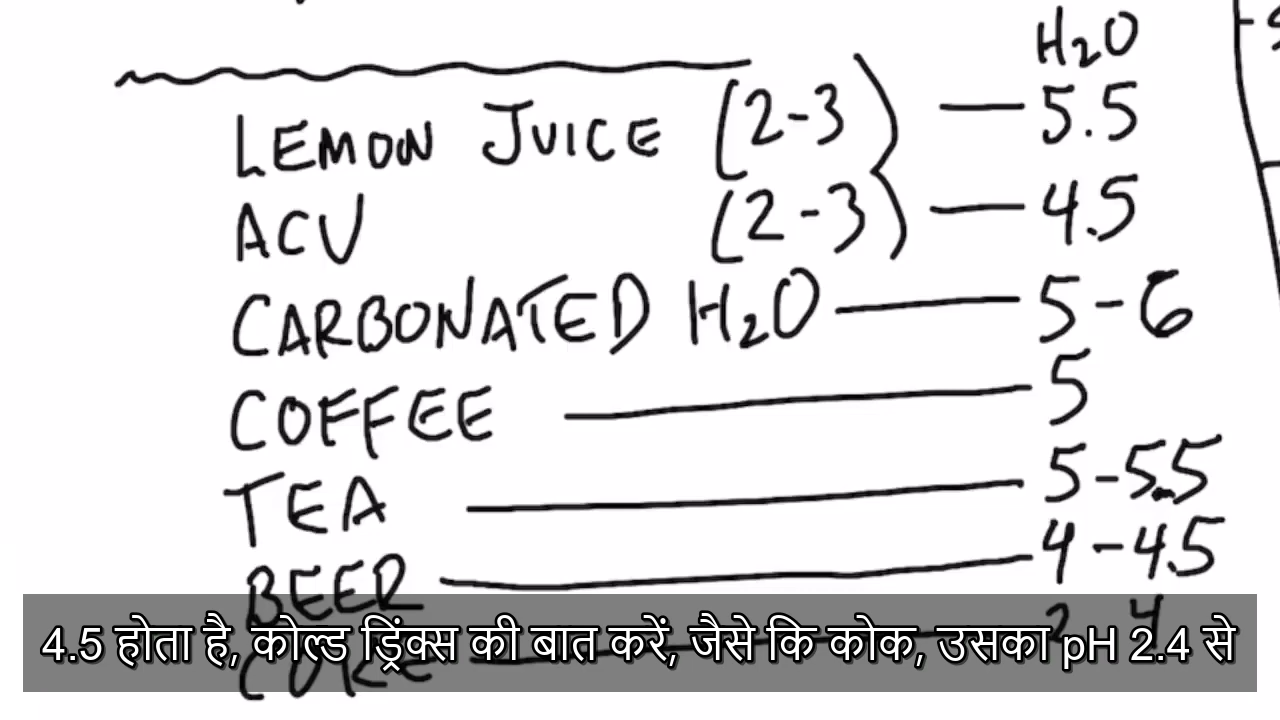 H₂O
LEMON JUICE (2-3) — 5.5
ACV (2-3) — 4.5
CARBONATED H₂O — 5-6
COFFEE — 5
TEA — 5-5.5
BEER — 4-4.5
4.5 होता है, कोल्ड ड्रिंक्स की बात करें, जैसे कि कोक, उसका pH 2.4 से